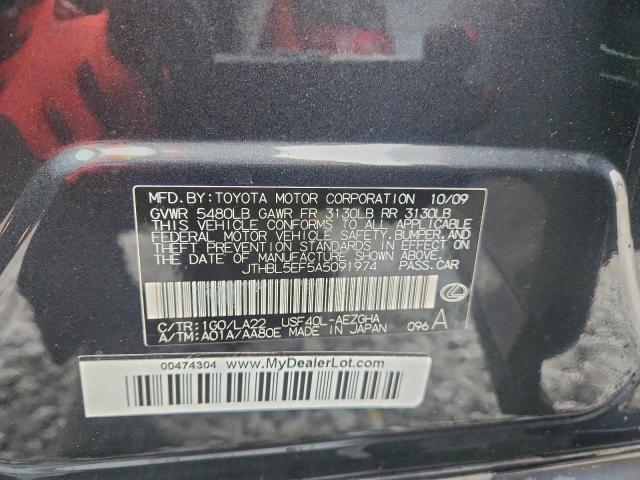 MFD.BY: TOYOTA MOTOR CORPORATION 10/09
GVWR 5480LB GAWR FR 3130LB RR 3130LB
THIS VEHICLE CONFORMS TO ALL APPLICABLE
FEDERAL MOTOR VEHICLE SAFETY,BUMPER,AND
THEFT PREVENTION STANDARDS IN EFFECT ON
THE DATE OF MANUFACTURE SHOWN ABOVE.
JTHBL5EF5A5091974 PASS.CAR
C/TR:1G0/LA22 USF40L-AEZGHA
A/TM:A01A/AA80E MADE IN JAPAN 096 A
00474304 www.MyDealerLot.com